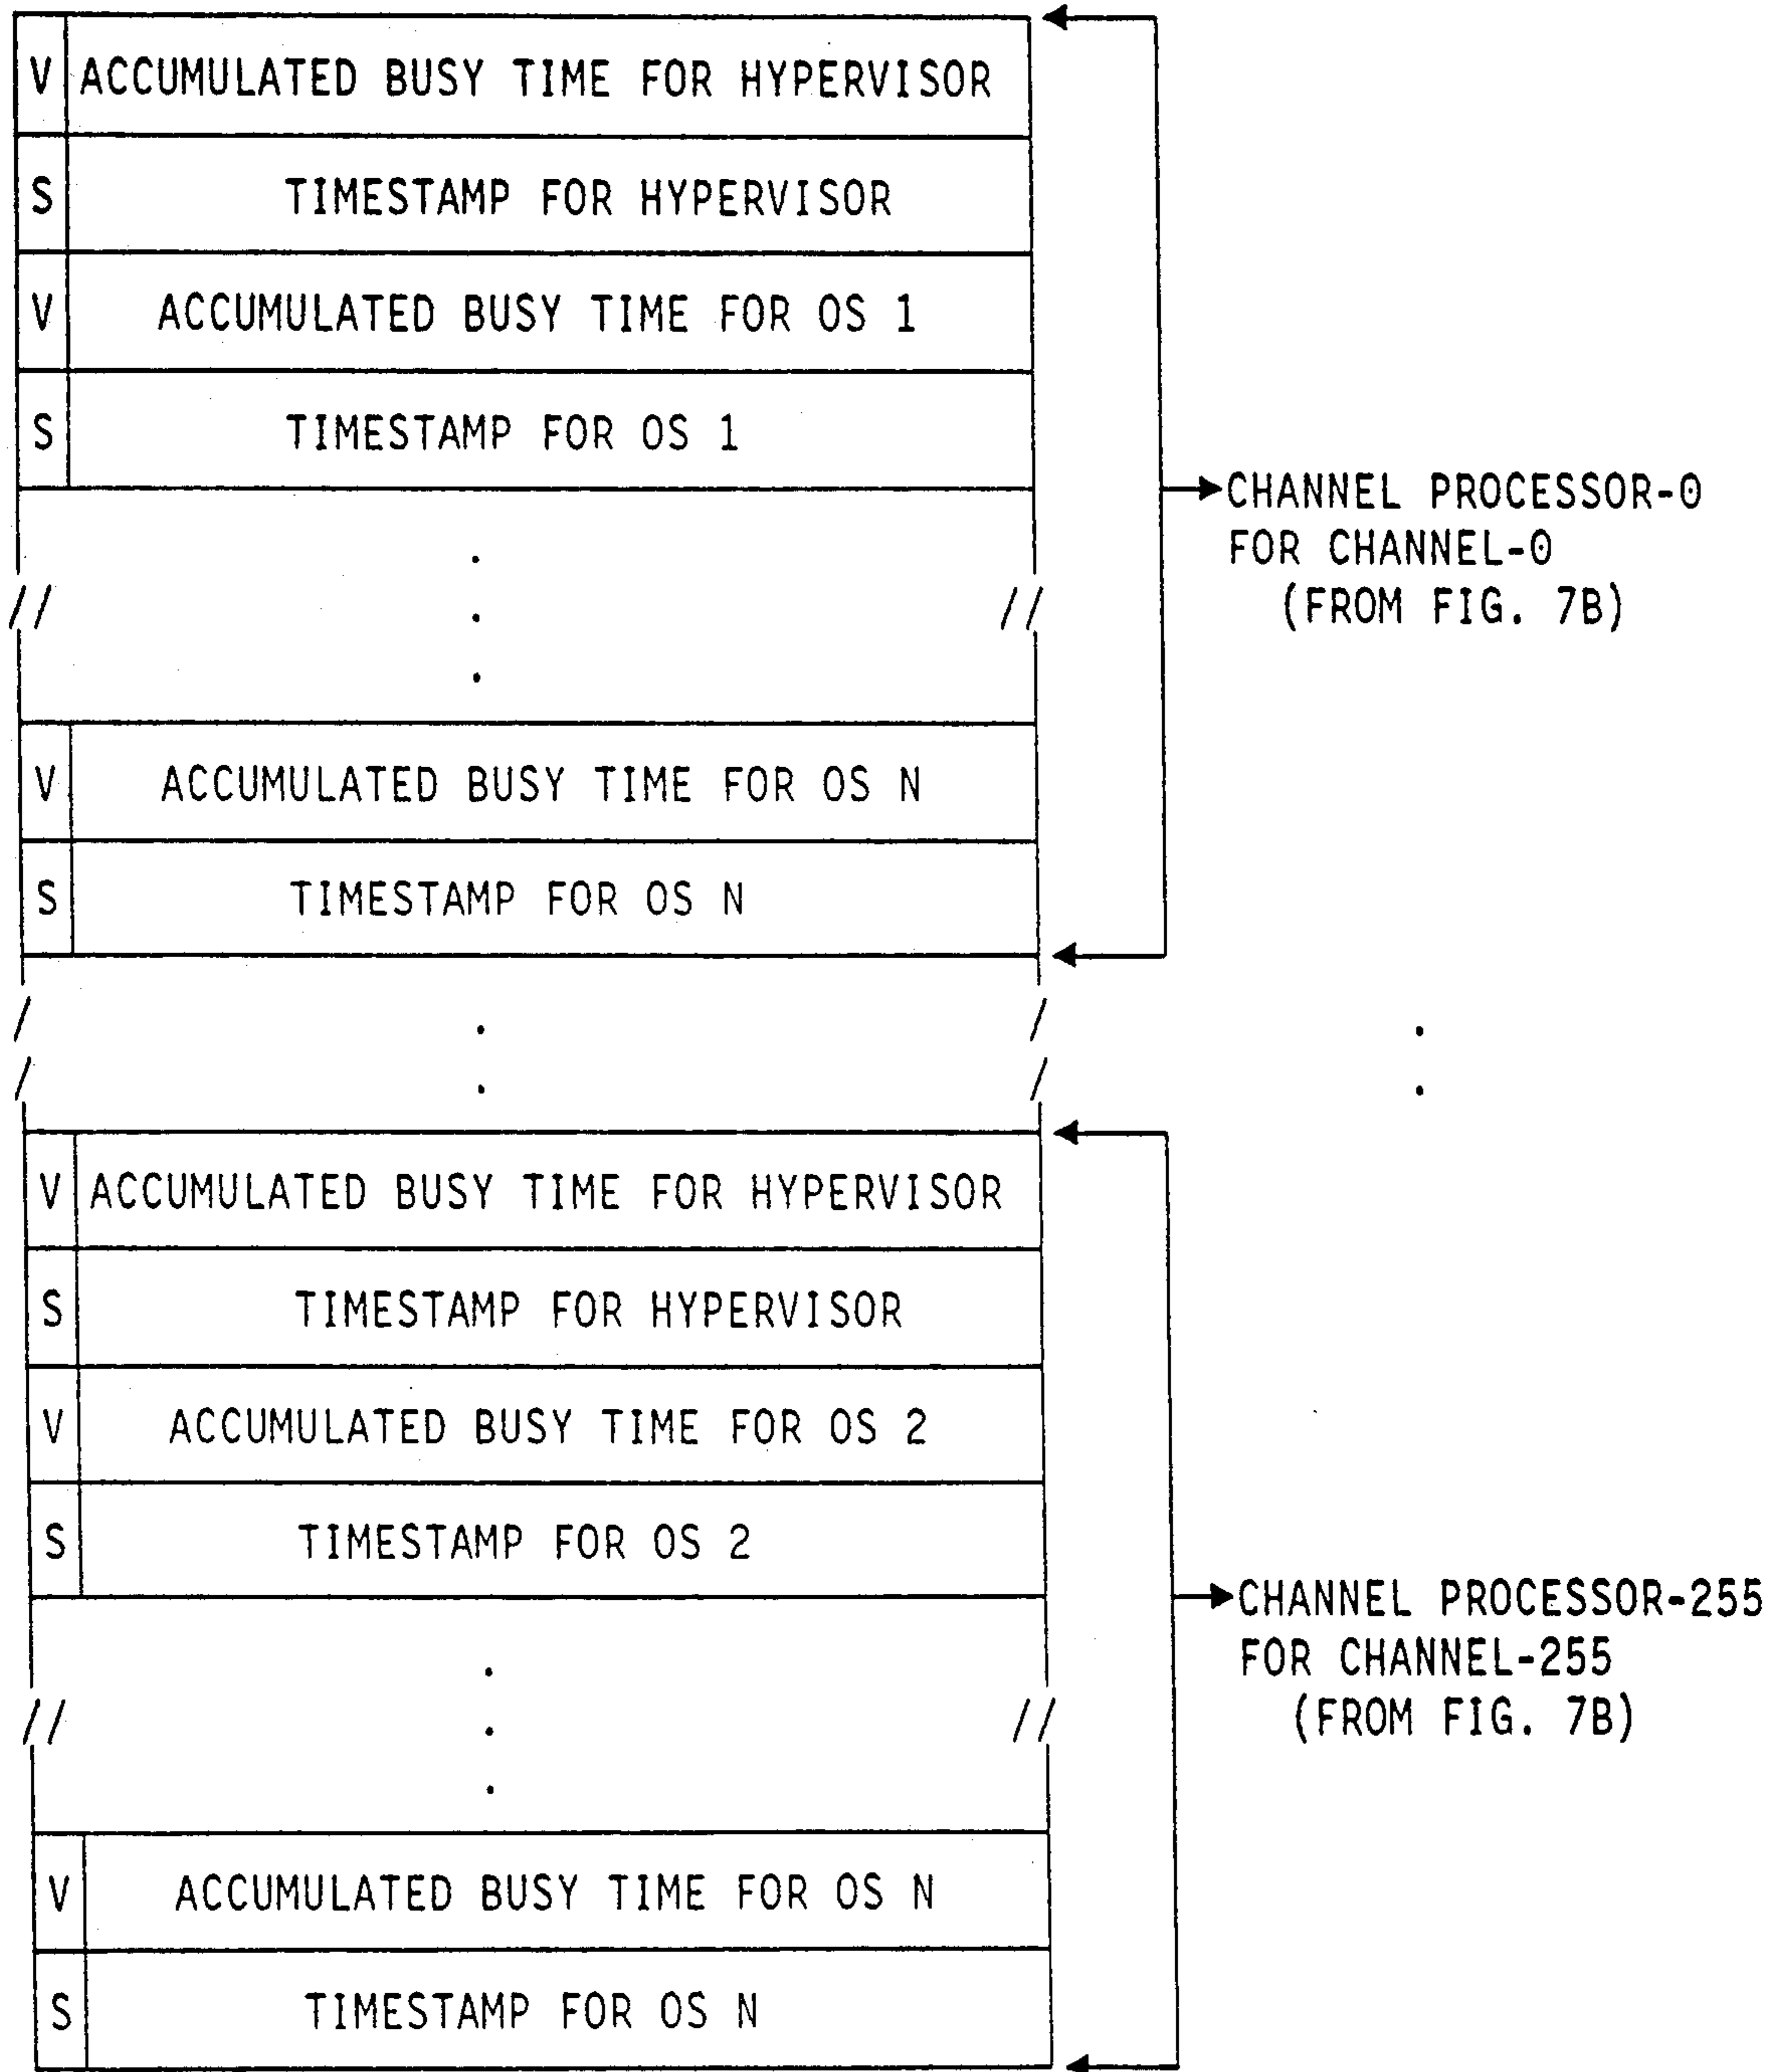 V ACCUMULATED BUSY TIME FOR HYPERVISOR
S TIMESTAMP FOR HYPERVISOR
V ACCUMULATED BUSY TIME FOR OS 1
S TIMESTAMP FOR OS 1
CHANNEL PROCESSOR-0
FOR CHANNEL-0
(FROM FIG. 7B)
V ACCUMULATED BUSY TIME FOR OS N
S TIMESTAMP FOR OS N
V ACCUMULATED BUSY TIME FOR HYPERVISOR
S TIMESTAMP FOR HYPERVISOR
V ACCUMULATED BUSY TIME FOR OS 2
S TIMESTAMP FOR OS 2
CHANNEL PROCESSOR-255
FOR CHANNEL-255
(FROM FIG. 7B)
V ACCUMULATED BUSY TIME FOR OS N
S TIMESTAMP FOR OS N